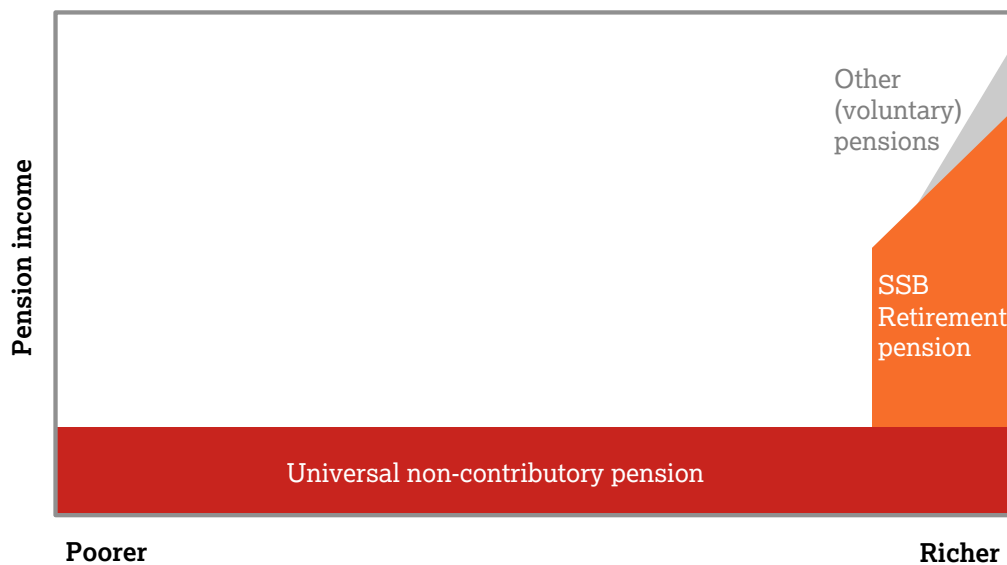 Other
(voluntary)
pensions
Pension income
SSB
Retirement
pension
Universal non-contributory pension
Poorer
Richer